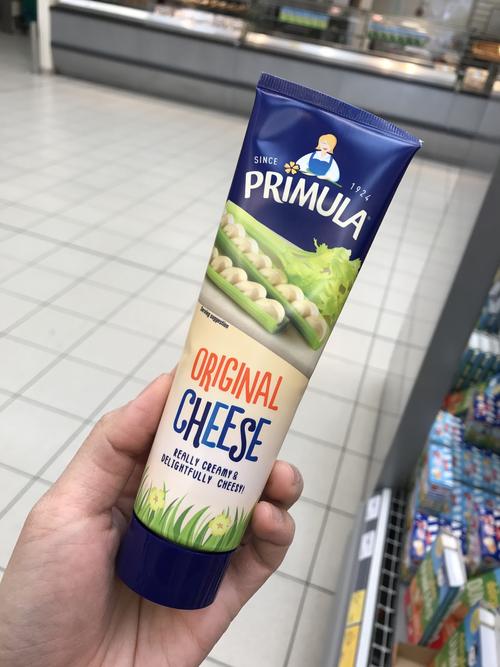 SINCE 1924
PRIMULA
Serving suggestion
ORIGINAL
CHEESE
REALLY CREAMY &
DELIGHTFULLY CHEESY!